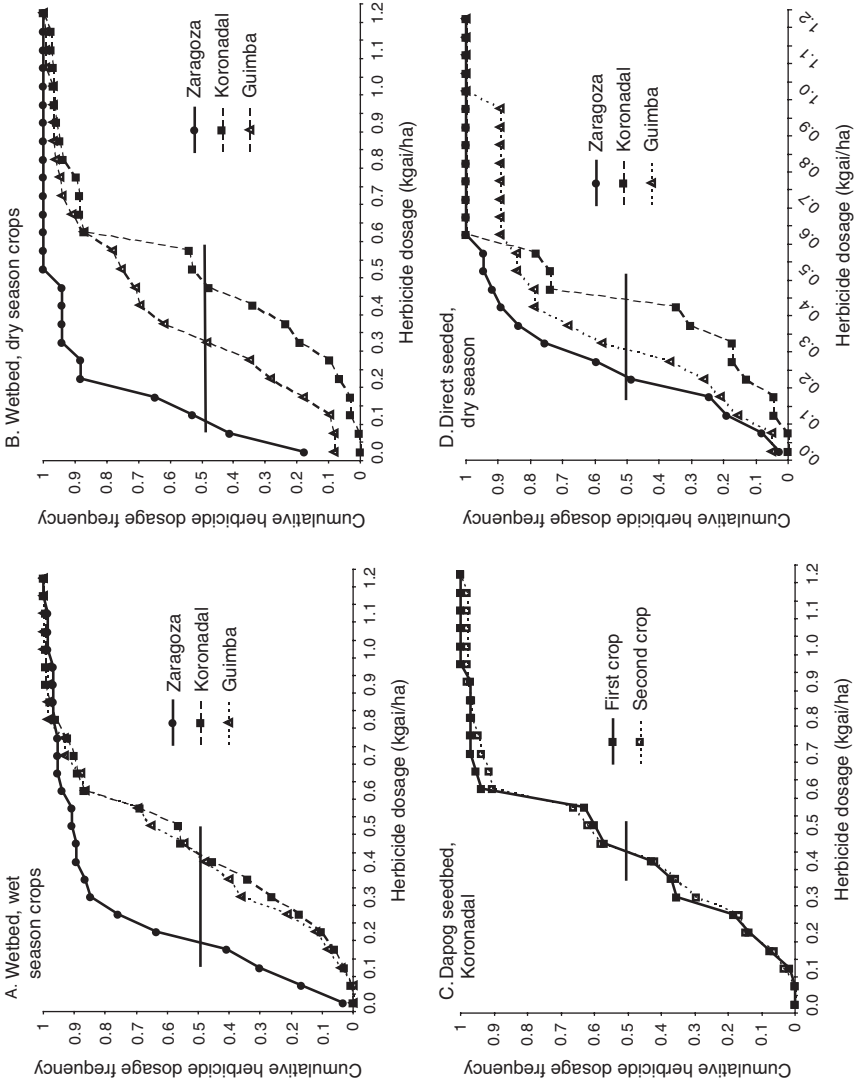 A. Wetbed, wet
season crops
Cumulative herbicide dosage frequency
1
0.9
0.8
0.7
0.6
0.5
0.4
0.3
0.2
0.1
0
0.0 0.1 0.2 0.3 0.4 0.5 0.6 0.7 0.8 0.9 1.0 1.1 1.2
Herbicide dosage (kgai/ha)
Zaragoza
Koronadal
Guimba
B. Wetbed, dry season crops
Cumulative herbicide dosage frequency
1
0.9
0.8
0.7
0.6
0.5
0.4
0.3
0.2
0.1
0
0.0 0.1 0.2 0.3 0.4 0.5 0.6 0.7 0.8 0.9 1.0 1.1 1.2
Herbicide dosage (kgai/ha)
Zaragoza
Koronadal
Guimba
C. Dapog seedbed,
Koronadal
Cumulative herbicide dosage frequency
1
0.9
0.8
0.7
0.6
0.5
0.4
0.3
0.2
0.1
0
0.0 0.1 0.2 0.3 0.4 0.5 0.6 0.7 0.8 0.9 1.0 1.1 1.2
Herbicide dosage (kgai/ha)
First crop
Second crop
D. Direct seeded,
dry season
Cumulative herbicide dosage frequency
1
0.9
0.8
0.7
0.6
0.5
0.4
0.3
0.2
0.1
0
0.0 0.1 0.2 0.3 0.4 0.5 0.6 0.7 0.8 0.9 1.0 1.1 1.2
Herbicide dosage (kgai/ha)
Zaragoza
Koronadal
Guimba